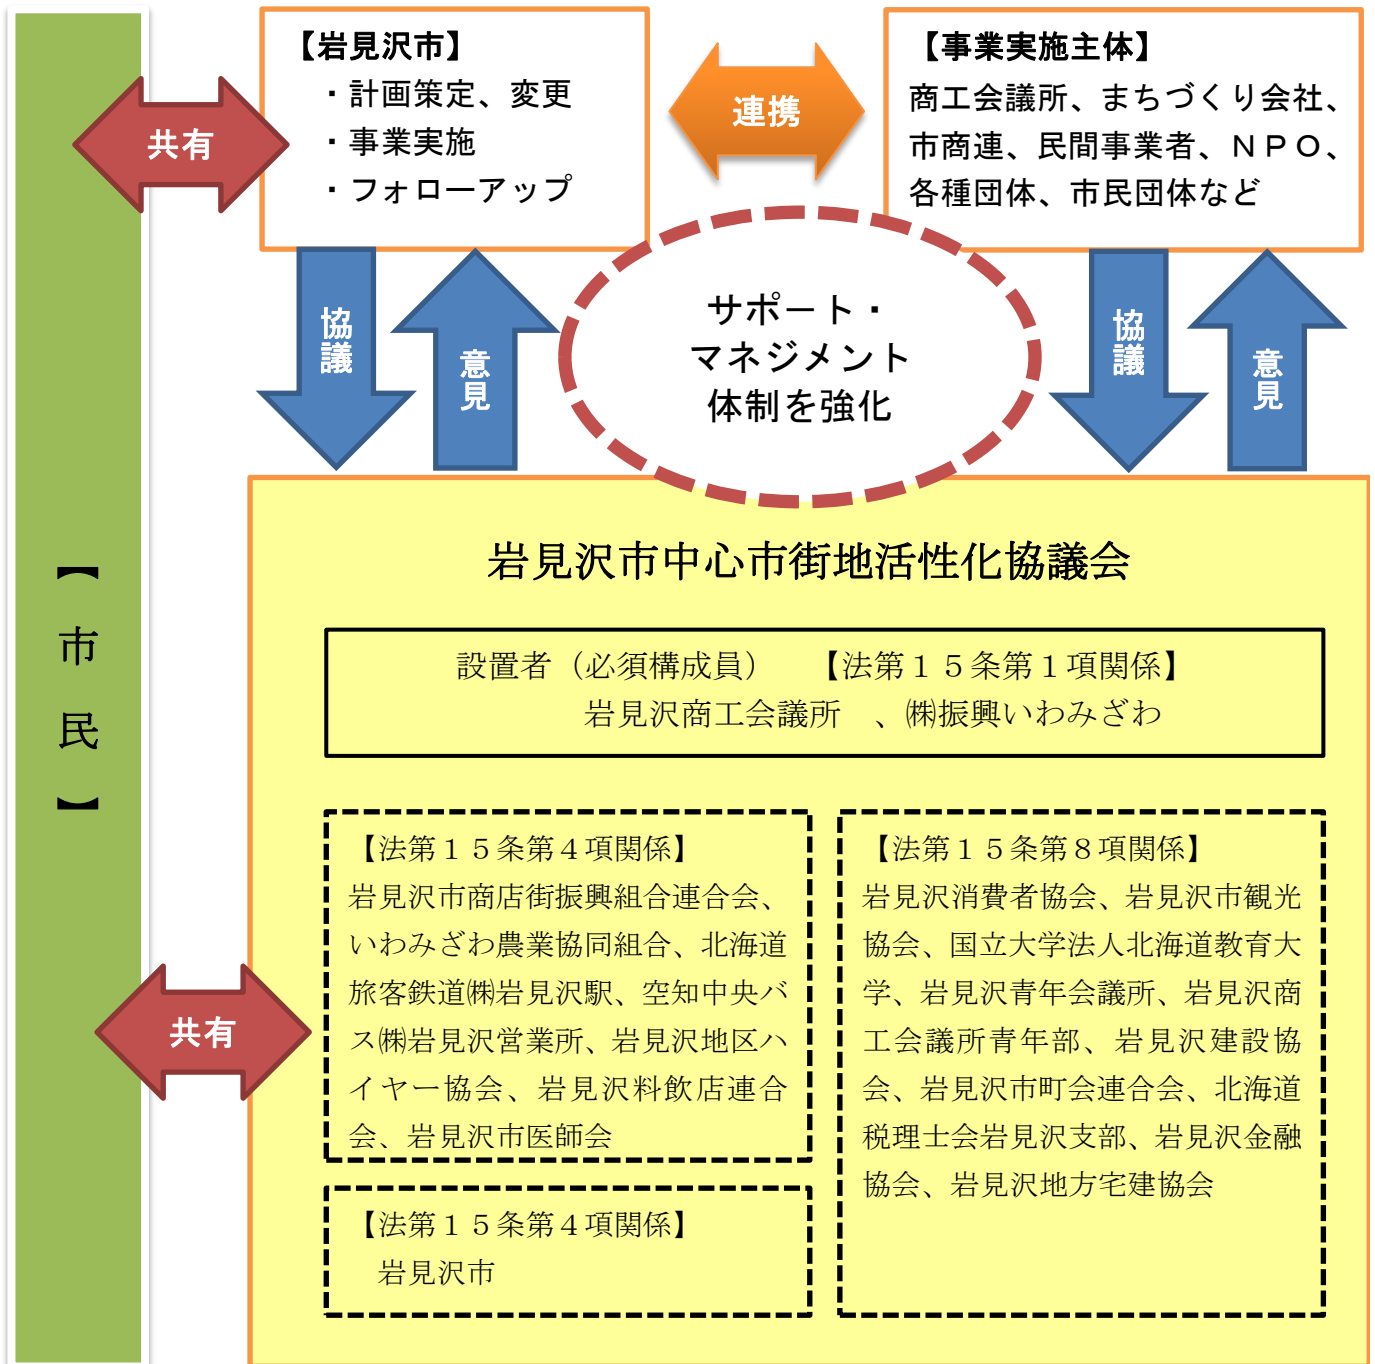 【岩見沢市】
・計画策定、変更
・事業実施
・フォローアップ
連携
【事業実施主体】
商工会議所、まちづくり会社、
市商連、民間事業者、ＮＰＯ、
各種団体、市民団体など
共有
協議
意見
サポート・
マネジメント
体制を強化
協議
意見
【市民】
岩見沢市中心市街地活性化協議会
設置者（必須構成員）　【法第１５条第１項関係】
岩見沢商工会議所　、㈱振興いわみざわ
【法第１５条第４項関係】
岩見沢市商店街振興組合連合会、
いわみざわ農業協同組合、北海道
旅客鉄道㈱岩見沢駅、空知中央バ
ス㈱岩見沢営業所、岩見沢地区ハ
イヤー協会、岩見沢料飲店連合
会、岩見沢市医師会
【法第１５条第４項関係】
岩見沢市
【法第１５条第８項関係】
岩見沢消費者協会、岩見沢市観光
協会、国立大学法人北海道教育大
学、岩見沢青年会議所、岩見沢商
工会議所青年部、岩見沢建設協
会、岩見沢市町会連合会、北海道
税理士会岩見沢支部、岩見沢金融
協会、岩見沢地方宅建協会
共有